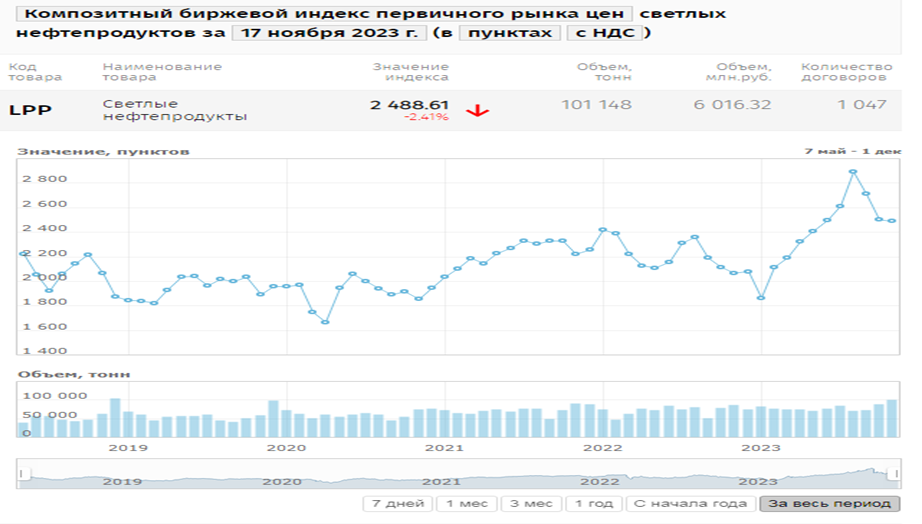 Композитный биржевой индекс первичного рынка цен светлых
нефтепродуктов за 17 ноября 2023 г. (в пунктах с НДС)
Код товара Наименование товара Значение индекса Объем, тонн Объем, млн.руб. Количество договоров
LPP Светлые нефтепродукты 2 488.61 -2.41% 101 148 6 016.32 1 047
Значение, пунктов 7 май - 1 дек
2 800
2 600
2 400
2 200
2 000
1 800
1 600
1 400
Объем, тонн
100 000
50 000
0
2019 2020 2021 2022 2023
2019 2020 2021 2022 2023
7 дней 1 мес 3 мес 1 год С начала года За весь период